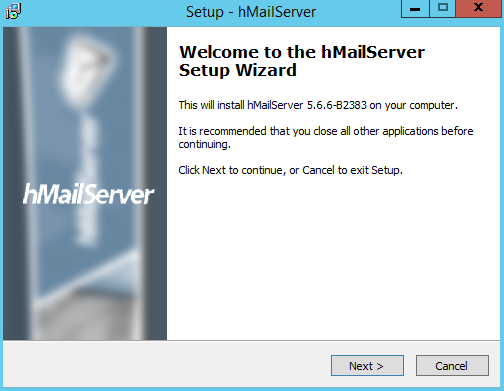 Setup - hMailServer
Welcome to the hMailServer
Setup Wizard
This will install hMailServer 5.6.6-B2383 on your computer.
It is recommended that you close all other applications before
continuing.
Click Next to continue, or Cancel to exit Setup.
hMailServer
Next >
Cancel